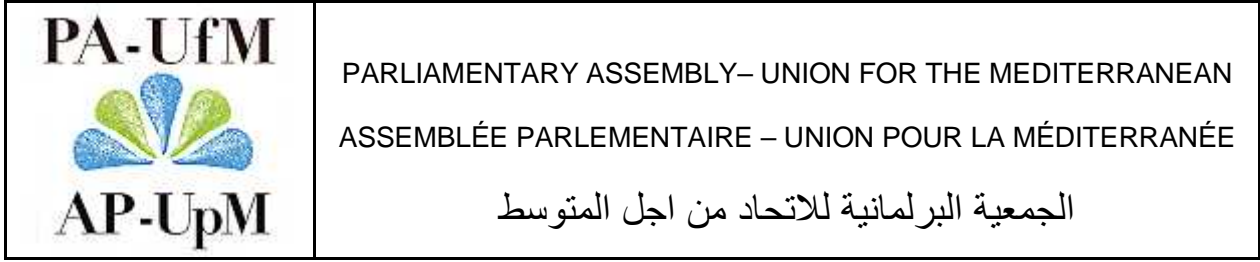 PA-UfM
AP-UpM
PARLIAMENTARY ASSEMBLY– UNION FOR THE MEDITERRANEAN
ASSEMBLÉE PARLEMENTAIRE – UNION POUR LA MÉDITERRANÉE
الجمعية البرلمانية للاتحاد من اجل المتوسط